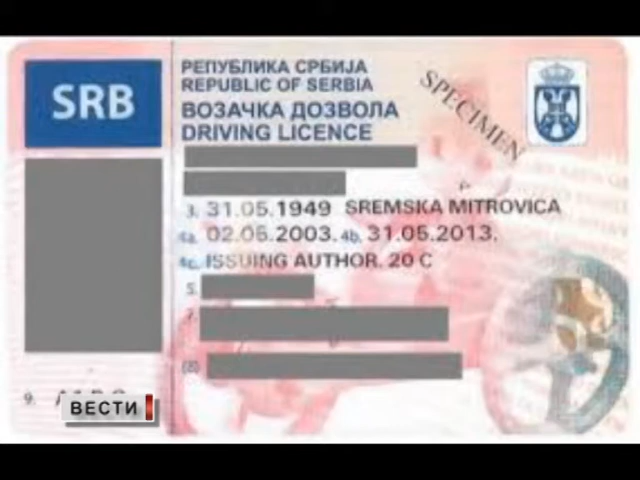 SRB
РЕПУБЛИКА СРБИЈА
REPUBLIC OF SERBIA
ВОЗАЧКА ДОЗВОЛА
DRIVING LICENCE
SPECIMEN
3. 31.05.1949 SREMSKA MITROVICA
4a. 02.05.2003. 4b. 31.05.2013.
4c. ISSUING AUTHOR. 20 C
5.
7.
(8)
9.
ВЕСТИ